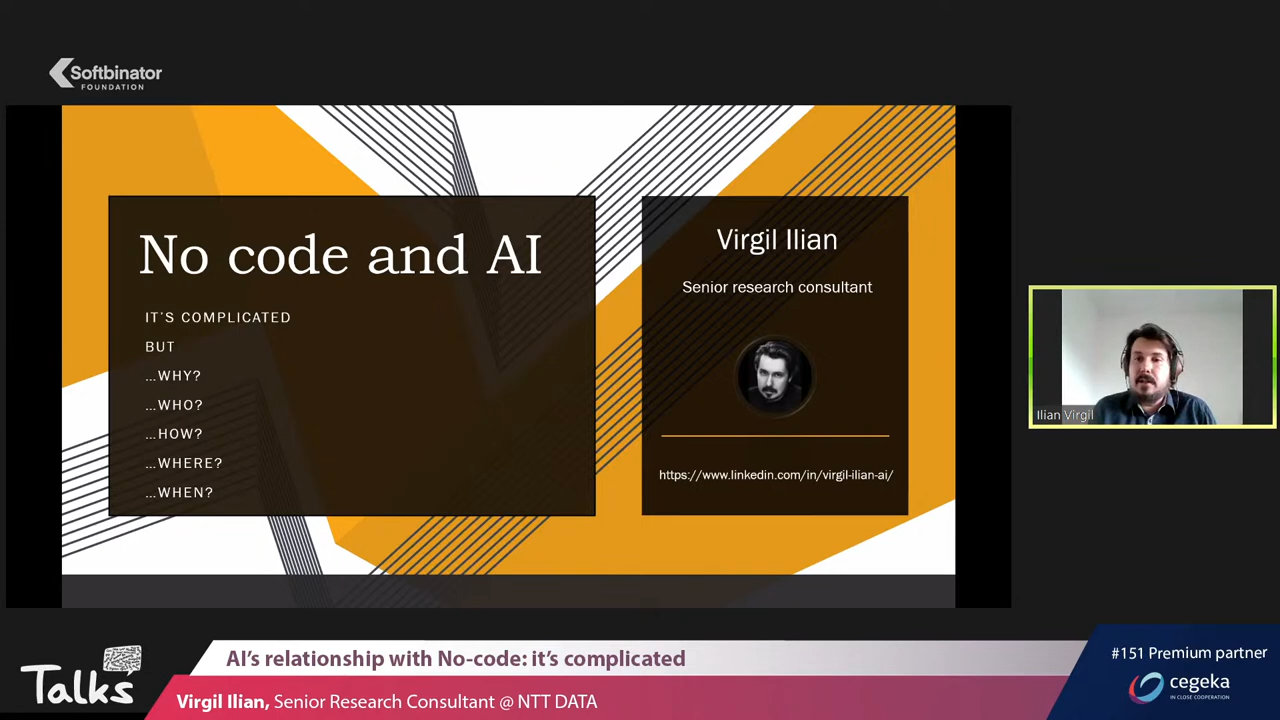 Softbinator
FOUNDATION
No code and AI
IT'S COMPLICATED
BUT
...WHY?
...WHO?
...HOW?
...WHERE?
...WHEN?
Virgil Ilian
Senior research consultant
https://www.linkedin.com/in/virgil-ilian-ai/
Ilian Virgil
Talks
AI's relationship with No-code: it's complicated
Virgil Ilian, Senior Research Consultant @ NTT DATA
#151 Premium partner
cegeka
IN CLOSE COOPERATION